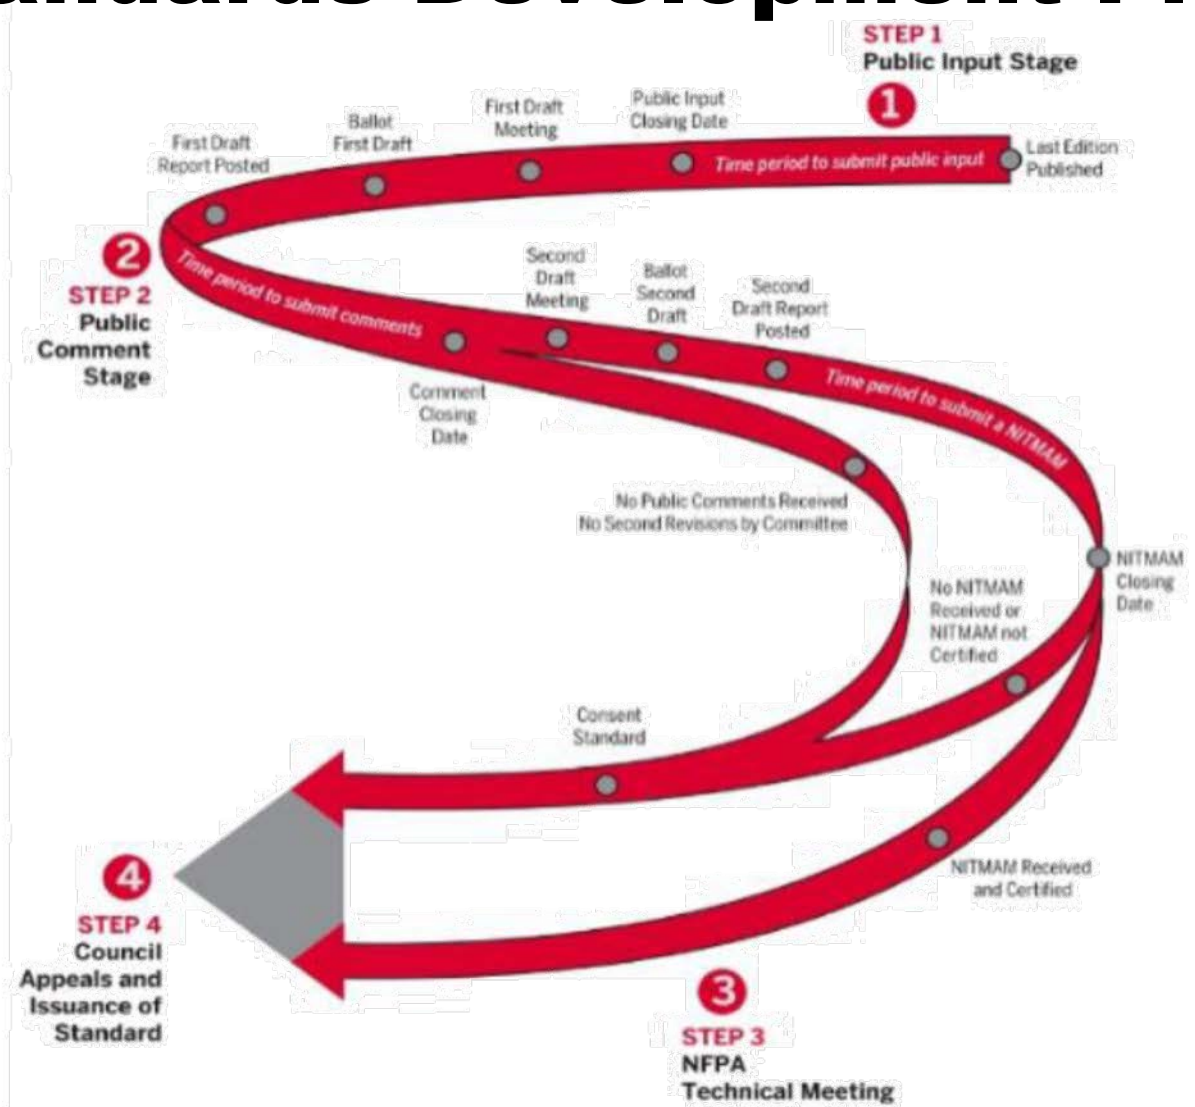 STEP 1
Public Input Stage
1
Public Input
Closing Date
First Draft
Meeting
Ballot
First Draft
First Draft
Report Posted
Time period to submit public input
Last Edition
Published
2
STEP 2
Public
Comment
Stage
Time period to submit comments
Second
Draft
Meeting
Ballot
Second
Draft
Second
Draft Report
Posted
Time period to submit a NITMAM
Comment
Closing
Date
No Public Comments Received
No Second Revisions by Committee
NITMAM
Closing
Date
No NITMAM
Received or
NITMAM not
Certified
Consent
Standard
NITMAM Received
and Certified
4
STEP 4
Council
Appeals and
Issuance of
Standard
3
STEP 3
NFPA
Technical Meeting